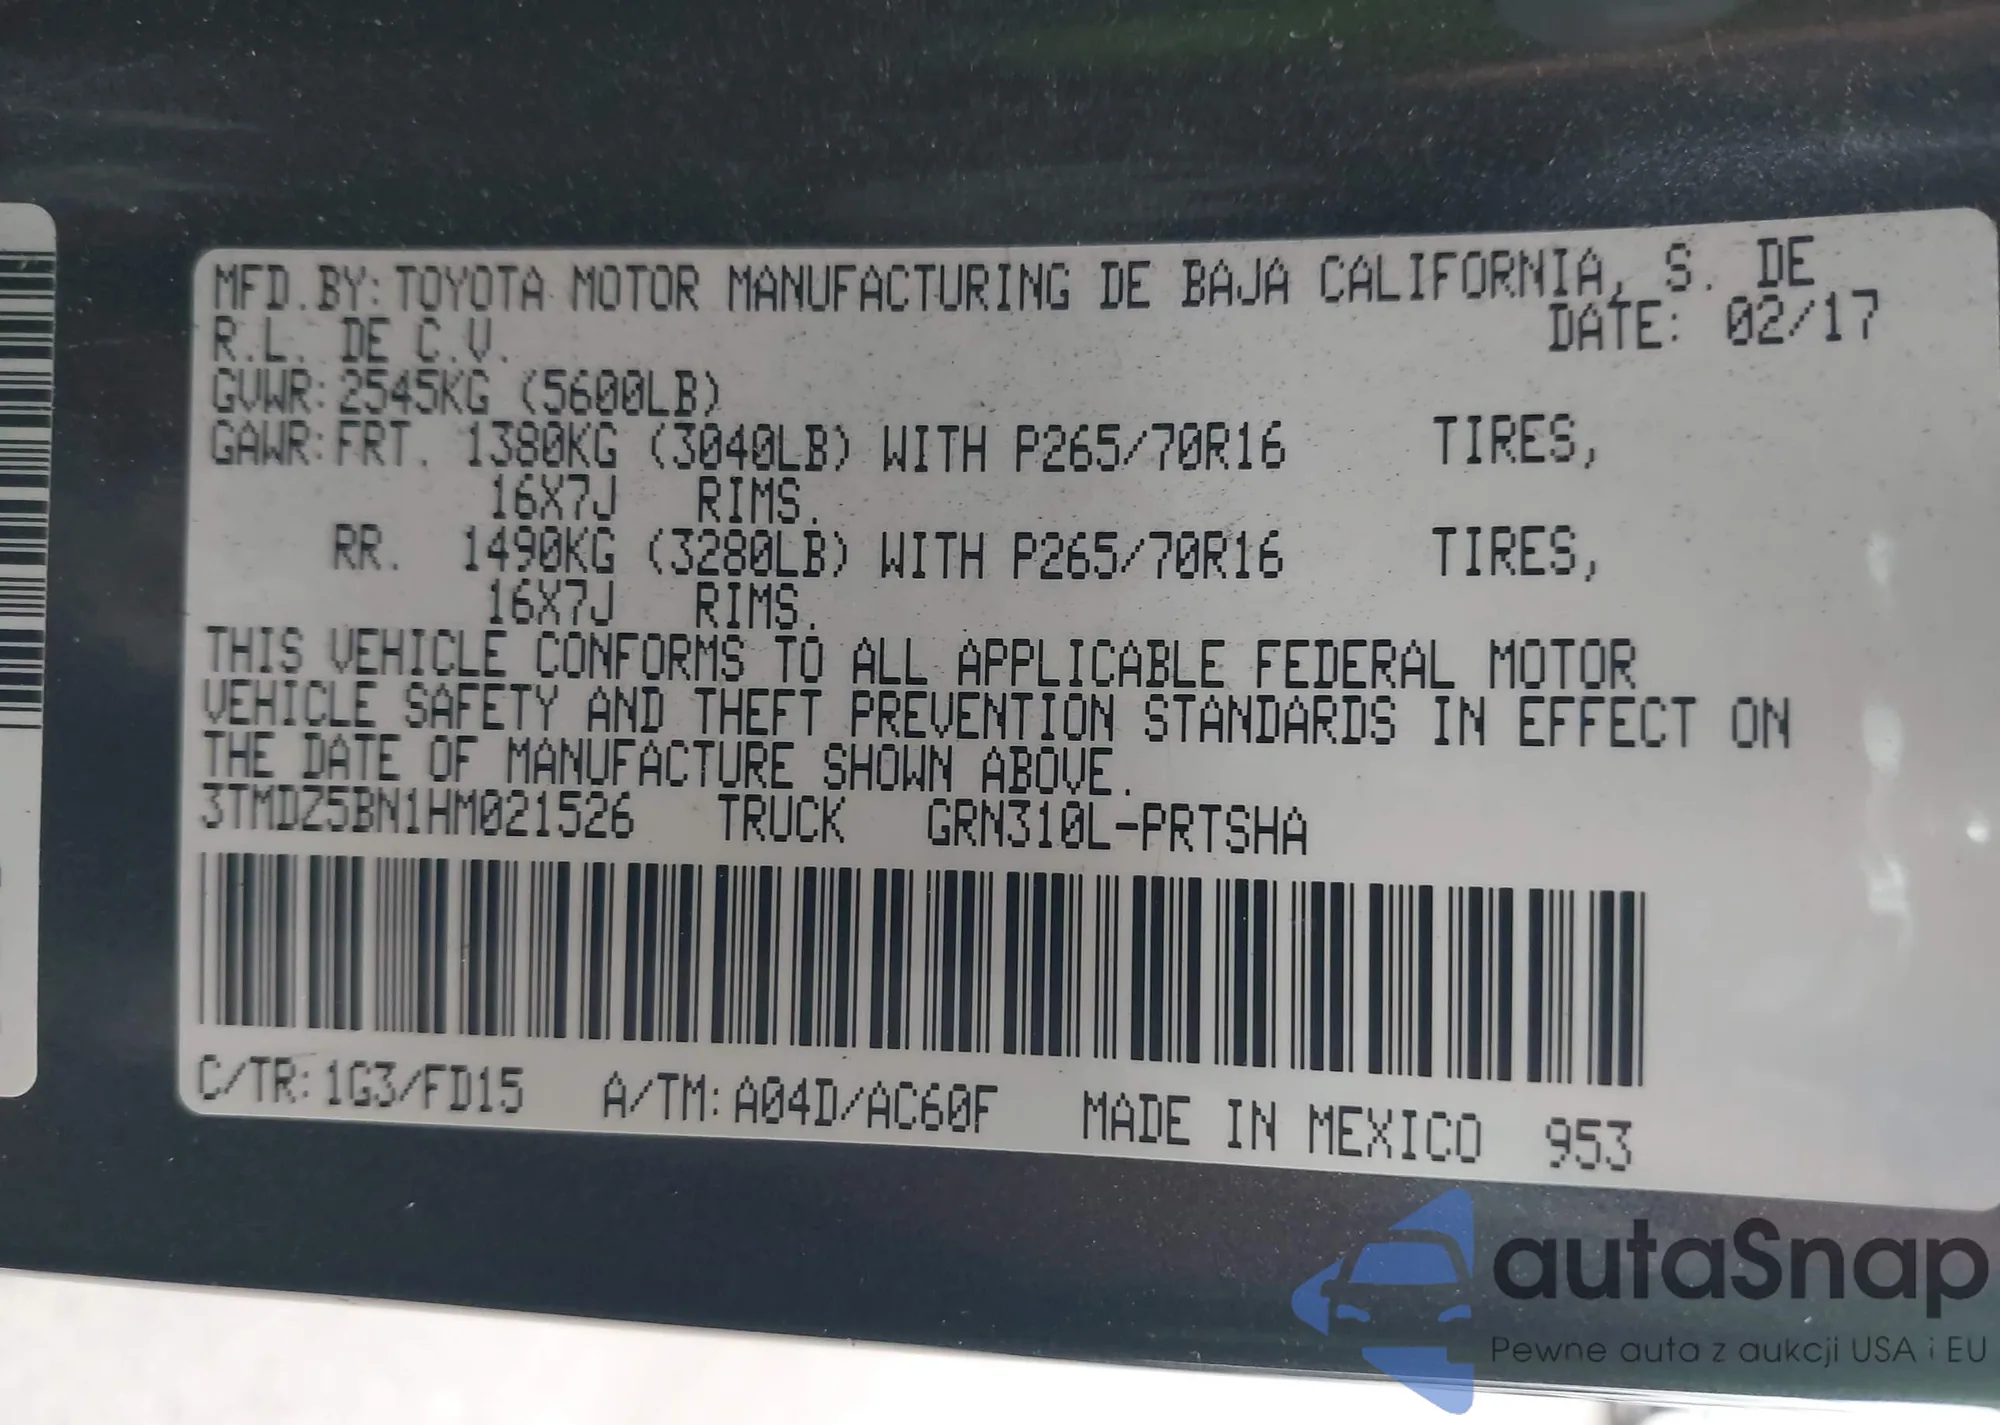 MFD.BY:TOYOTA MOTOR MANUFACTURING DE BAJA CALIFORNIA, S. DE
R.L. DE C.V. DATE: 02/17
GVWR:2545KG (5600LB)
GAWR:FRT. 1380KG (3040LB) WITH P265/70R16 TIRES,
16X7J RIMS.
RR. 1490KG (3280LB) WITH P265/70R16 TIRES,
16X7J RIMS.
THIS VEHICLE CONFORMS TO ALL APPLICABLE FEDERAL MOTOR
VEHICLE SAFETY AND THEFT PREVENTION STANDARDS IN EFFECT ON
THE DATE OF MANUFACTURE SHOWN ABOVE.
3TMDZ5BN1HM021526 TRUCK GRN310L-PRTSHA
C/TR:1G3/FD15 A/TM:A04D/AC60F MADE IN MEXICO 953
autaSnap
Pewne auta z aukcji USA i EU